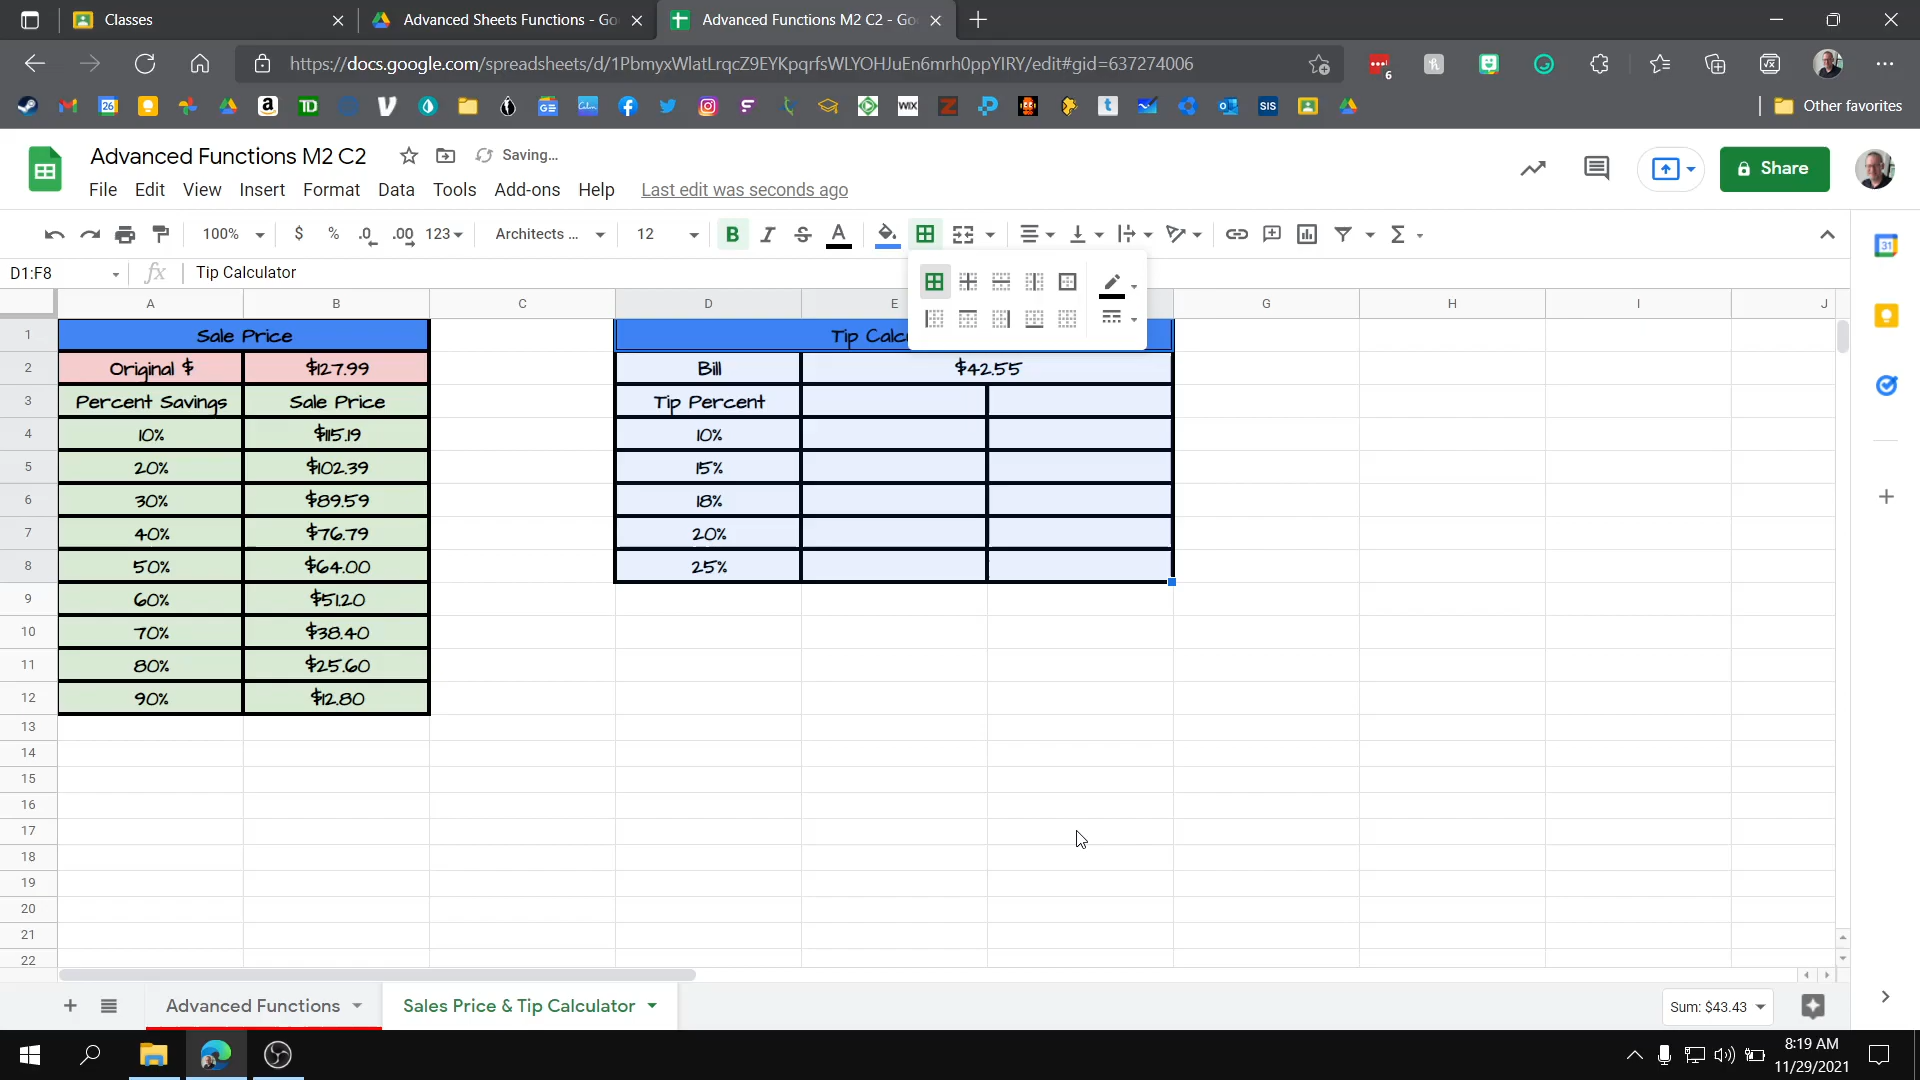 Classes
Advanced Sheets Functions - Go
Advanced Functions M2 C2 - Go
https://docs.google.com/spreadsheets/d/1PbmyxWlatLrqcZ9EYKpqrfsWLYOHJuEn6mrh0ppYIRY/edit#gid=637274006
6
26 TD WIX SIS Other favorites
Advanced Functions M2 C2 Saving...
Share
File Edit View Insert Format Data Tools Add-ons Help Last edit was seconds ago
100% $ % .0 .00 123 Architects ... 12 B I S A
31
D1:F8 fx Tip Calculator
A B C D E G H I J
1 Sale Price Tip Calc
2 Original $ $127.99 Bill $42.55
3 Percent Savings Sale Price Tip Percent
4 10% $115.19 10%
5 20% $102.39 15%
6 30% $89.59 18%
7 40% $76.79 20%
8 50% $64.00 25%
9 60% $51.20
10 70% $38.40
11 80% $25.60
12 90% $12.80
13
14
15
16
17
18
19
20
21
22
Advanced Functions Sales Price & Tip Calculator Sum: $43.43
8:19 AM
11/29/2021